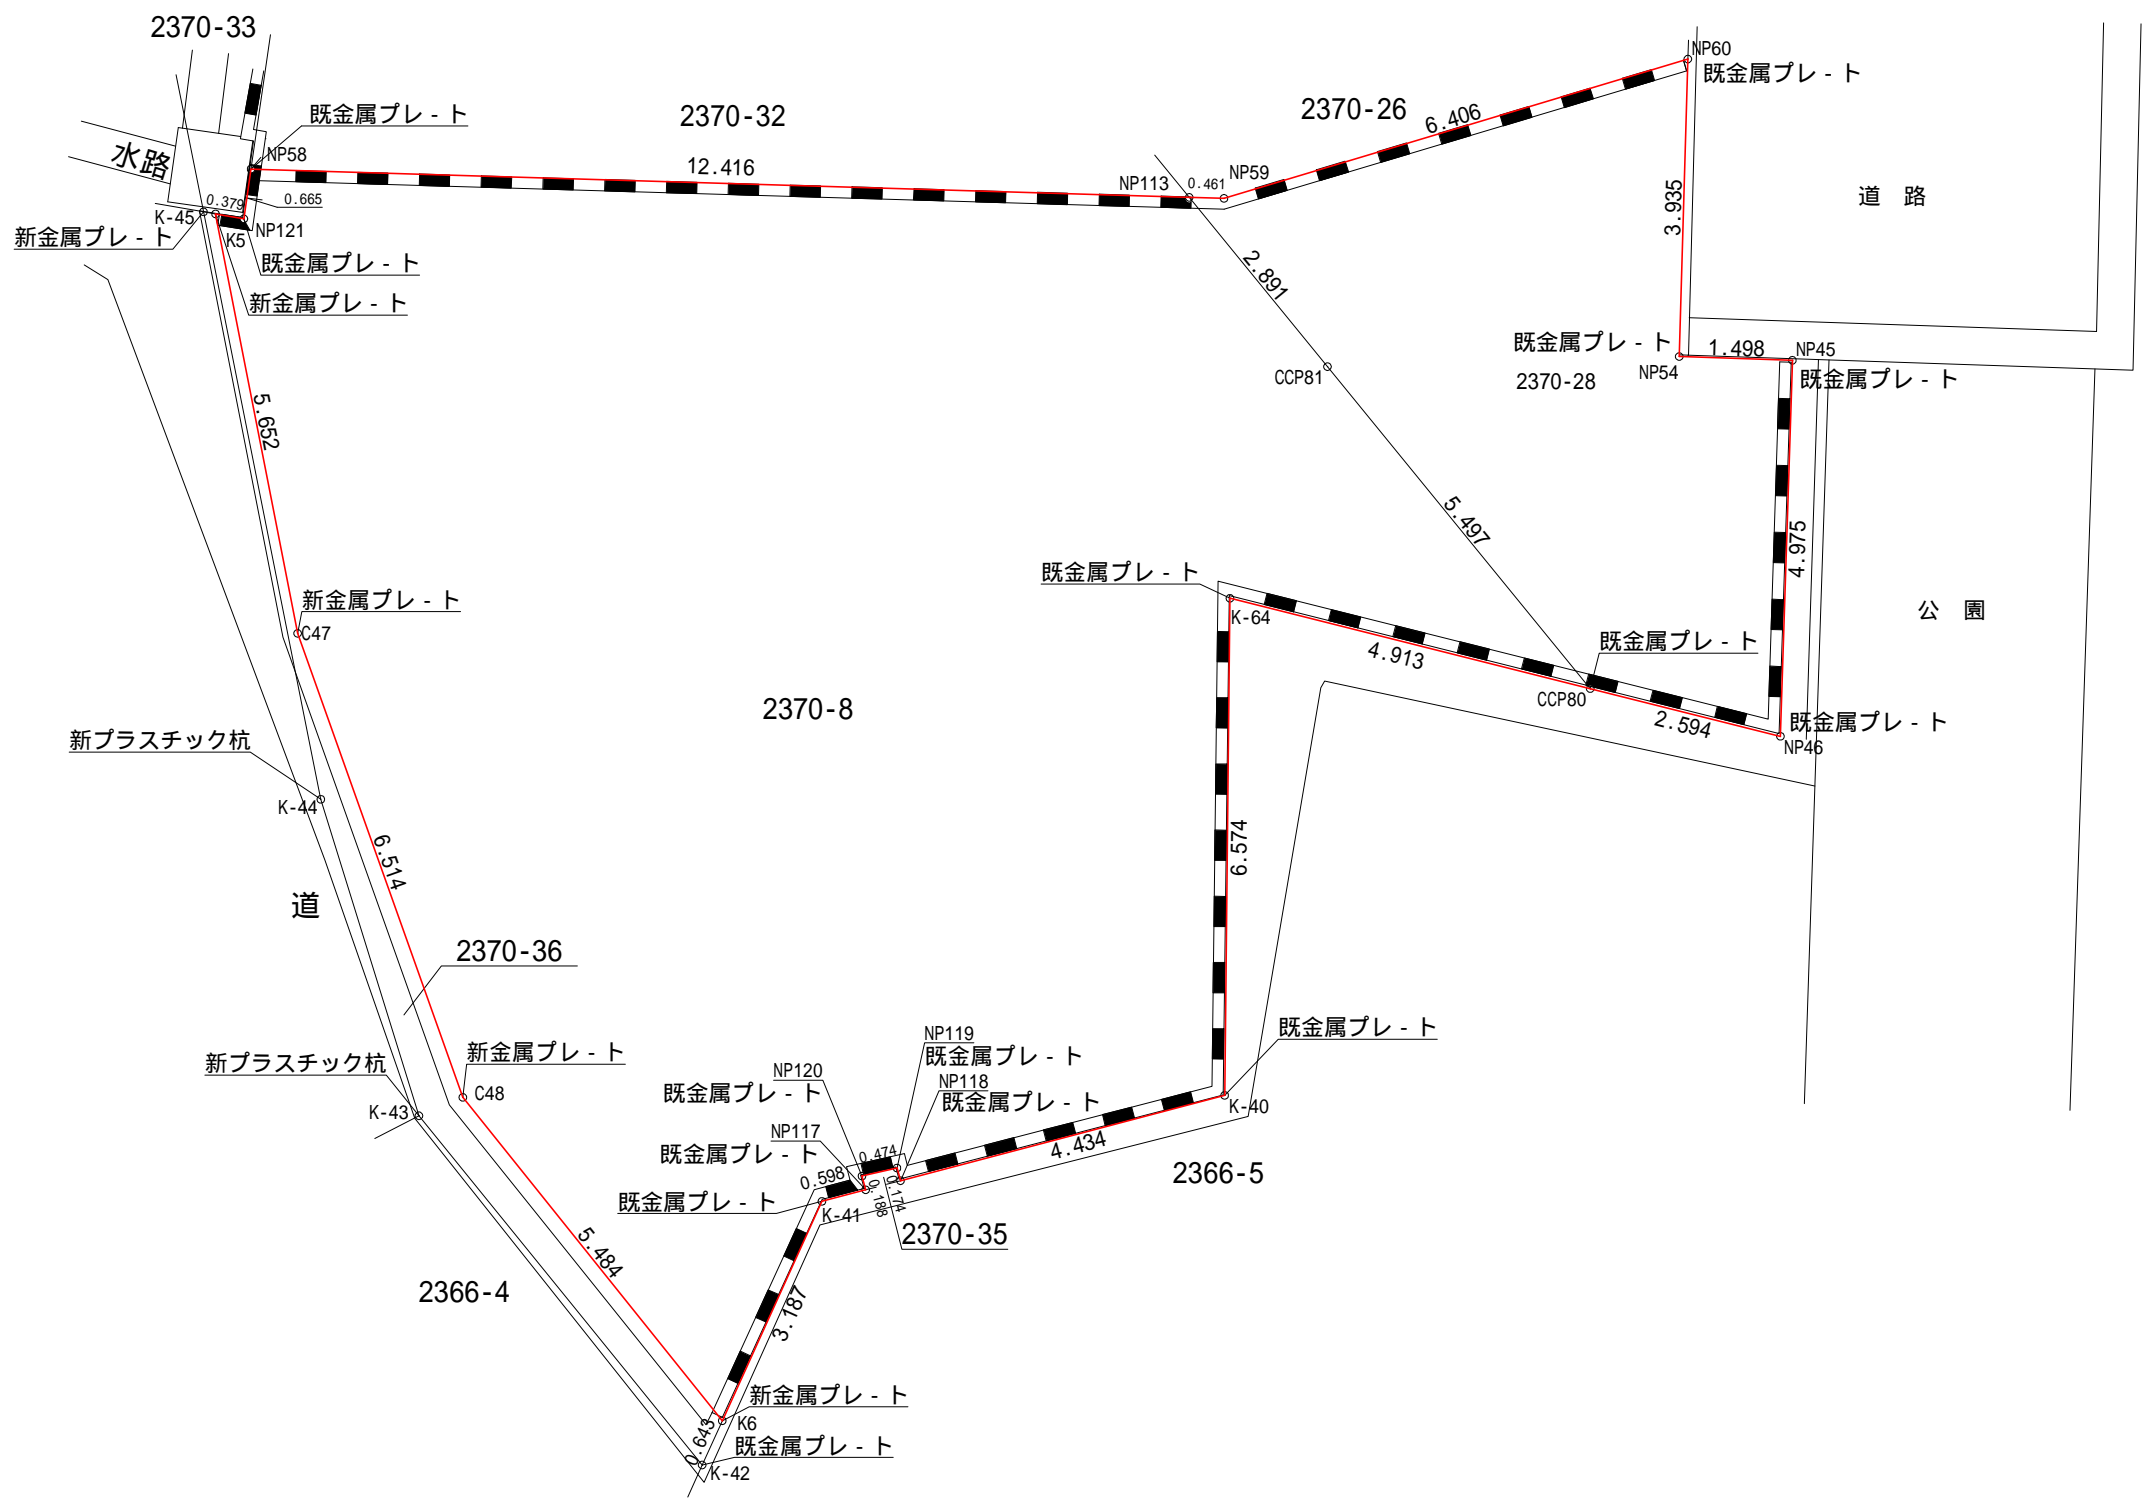 2370-33
NP60
既金属プレ-ト
2370-26
2370-32
既金属プレ-ト
6.406
水路
NP58
12.416
NP113
0.461
NP59
3.935
道 路
0.379
0.665
K-45
新金属プレ-ト
K5
NP121
既金属プレ-ト
新金属プレ-ト
2.891
既金属プレ-ト
1.498
NP45
CCP81
2370-28
NP54
既金属プレ-ト
5.652
5.497
4.975
既金属プレ-ト
新金属プレ-ト
K-64
公 園
C47
既金属プレ-ト
4.913
2370-8
CCP80
2.594
既金属プレ-ト
NP46
新プラスチック杭
K-44
6.514
6.574
道
2370-36
既金属プレ-ト
NP119
新金属プレ-ト
既金属プレ-ト
新プラスチック杭
NP120
NP118
既金属プレ-ト
C48
既金属プレ-ト
K-43
K-40
NP117
4.434
既金属プレ-ト
0.474
0.598
2366-5
既金属プレ-ト
0.188
0.174
K-41
2370-35
5.484
2366-4
3.187
新金属プレ-ト
K6
0.643
既金属プレ-ト
K-42